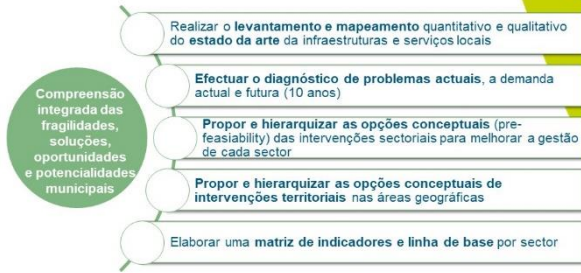 Compreensão
integrada das
fragilidades,
soluções,
oportunidades
e potencialidades
municipais
Realizar o levantamento e mapeamento quantitativo e qualitativo
do estado da arte da infraestruturas e serviços locais
Efectuar o diagnóstico de problemas actuais, a demanda
actual e futura (10 anos)
Propor e hierarquizar as opções conceptuais (pre-
feasiability) das intervenções sectoriais para melhorar a gestão
de cada sector
Propor e hierarquizar as opções conceptuais de
intervenções territoriais nas áreas geográficas
Elaborar uma matriz de indicadores e linha de base por sector